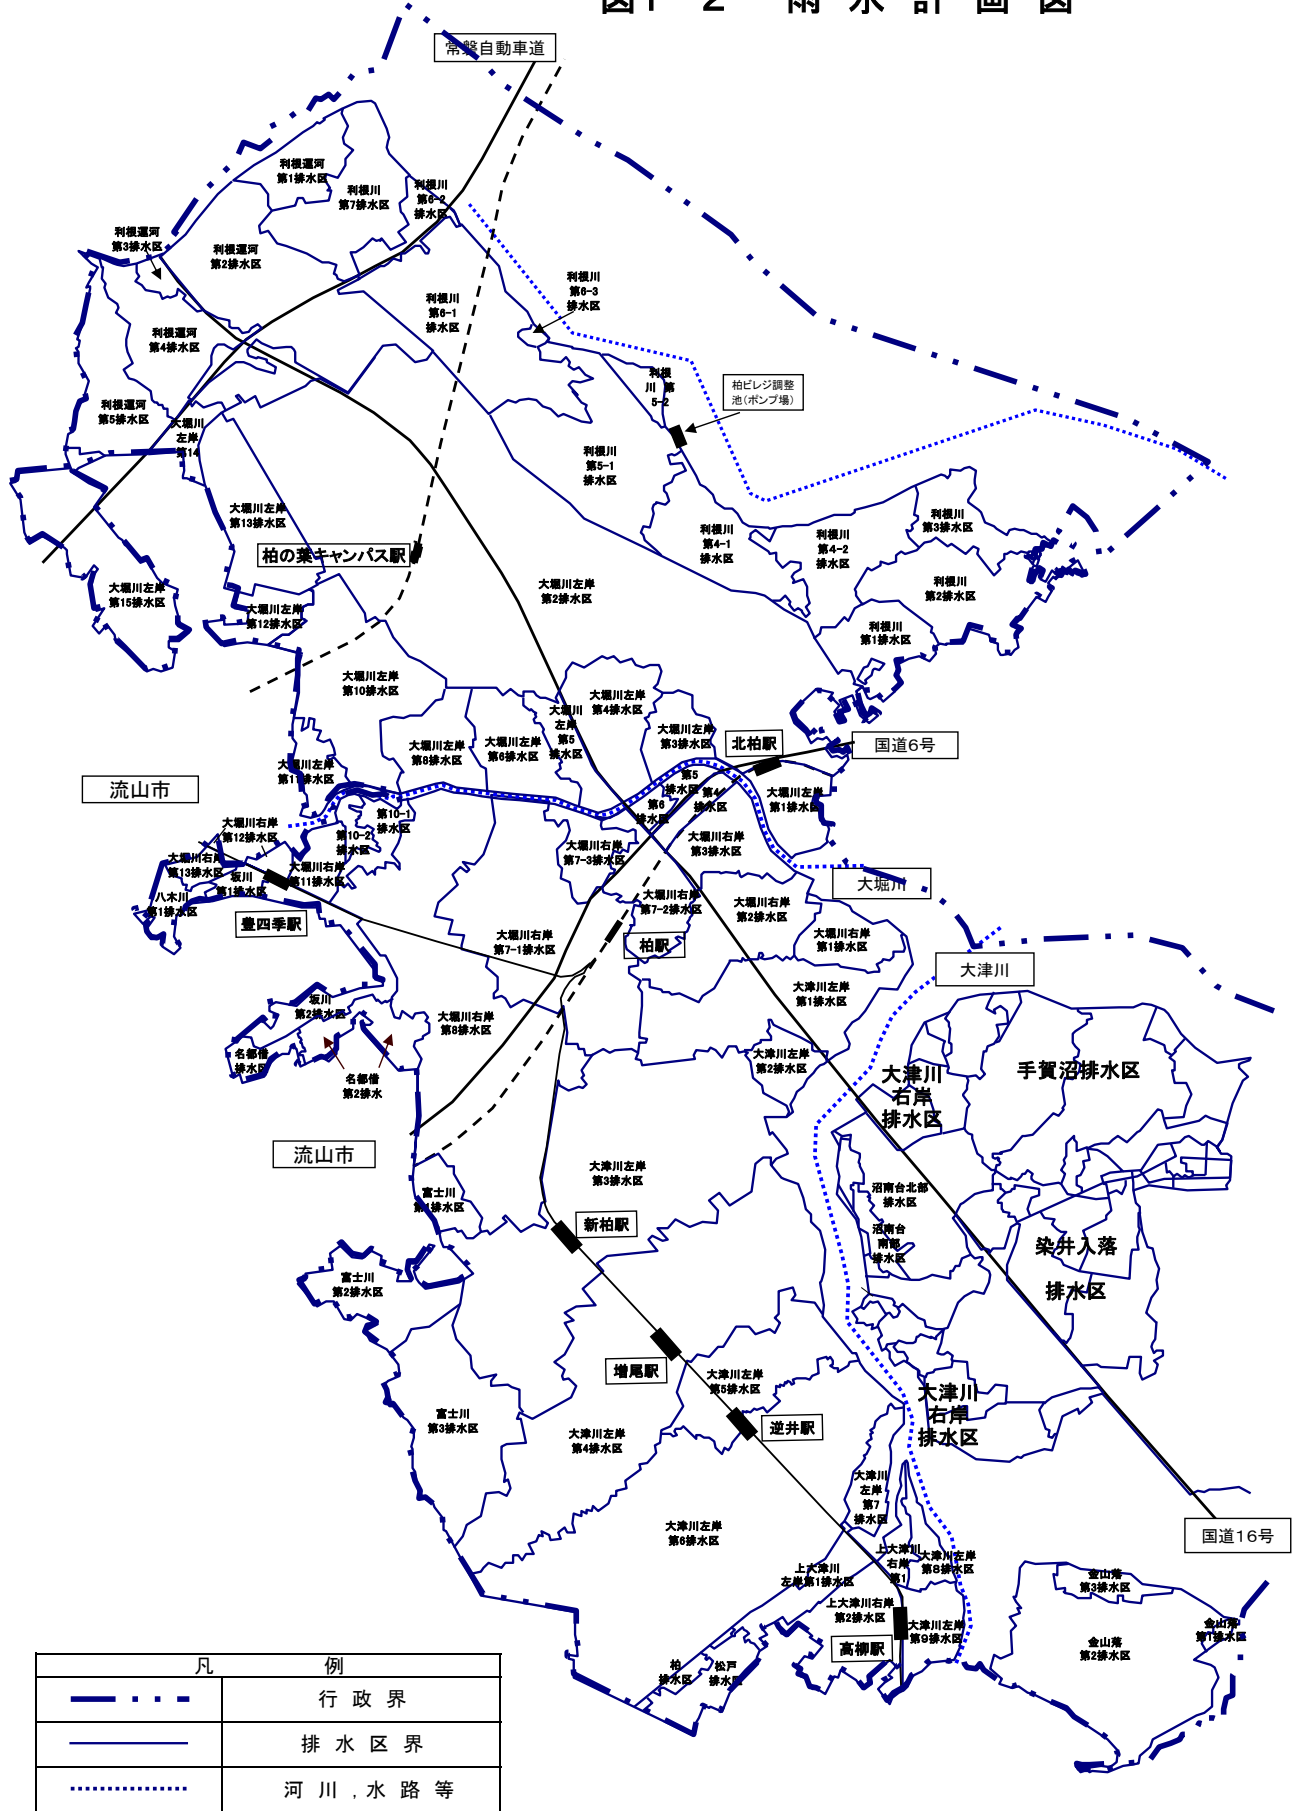 図1-2 雨水計画図
常磐自動車道
利根運河
第1排水区
利根川
第7排水区
利根川
第6-2
排水区
利根運河
第3排水区
利根運河
第2排水区
利根川
第6-1
排水区
利根川
第6-3
排水区
利根運河
第4排水区
利根運河
第5排水区
利根
川 第
5-2
柏ビレジ調整
池(ポンプ場)
大堀川
左岸
第14
利根川
第5-1
排水区
大堀川左岸
第13排水区
利根川
第4-1
排水区
利根川
第4-2
排水区
利根川
第3排水区
柏の葉キャンパス駅
大堀川左岸
第2排水区
利根川
第2排水区
大堀川左岸
第15排水区
大堀川左岸
第12排水区
利根川
第1排水区
大堀川左岸
第10排水区
大堀川左岸
第4排水区
大堀川
左岸
第5
排水区
大堀川左岸
第3排水区
北柏駅
国道6号
大堀川左岸
第8排水区
大堀川左岸
第6排水区
大堀川左岸
第11排水区
流山市
第5
排水区
第4
排水区
大堀川左岸
第1排水区
第6
排水区
第10-1
排水区
第10-2
排水区
大堀川右岸
第12排水区
大堀川右岸
第3排水区
大堀川右岸
第7-3排水区
大堀川右岸
第13排水区
坂川
第1排水区
大堀川右岸
第11排水区
八木川
第1排水区
大堀川
大堀川右岸
第7-2排水区
大堀川右岸
第2排水区
豊四季駅
柏駅
大堀川右岸
第7-1排水区
大堀川右岸
第1排水区
大津川
大津川左岸
第1排水区
坂川
第2排水区
大堀川右岸
第8排水区
名都借
排水区
名都借
第2排水
大津川左岸
第2排水区
大津川
右岸
排水区
手賀沼排水区
流山市
大津川左岸
第3排水区
富士川
第1排水区
沼南台北部
排水区
新柏駅
沼南台
南部
排水区
染井入落
排水区
富士川
第2排水区
増尾駅
大津川左岸
第5排水区
大津川
右岸
排水区
富士川
第3排水区
大津川左岸
第4排水区
逆井駅
大津川
左岸
第7
排水区
大津川左岸
第6排水区
国道16号
上大津川
左岸第1排水区
上大津川
右岸
第1
大津川左岸
第8排水区
金山落
第3排水区
上大津川右岸
第2排水区
大津川左岸
第9排水区
金山落
第1排水区
高柳駅
金山落
第2排水区
柏
排水区
松戸
排水区
凡例
行政界
排水区界
河川,水路等